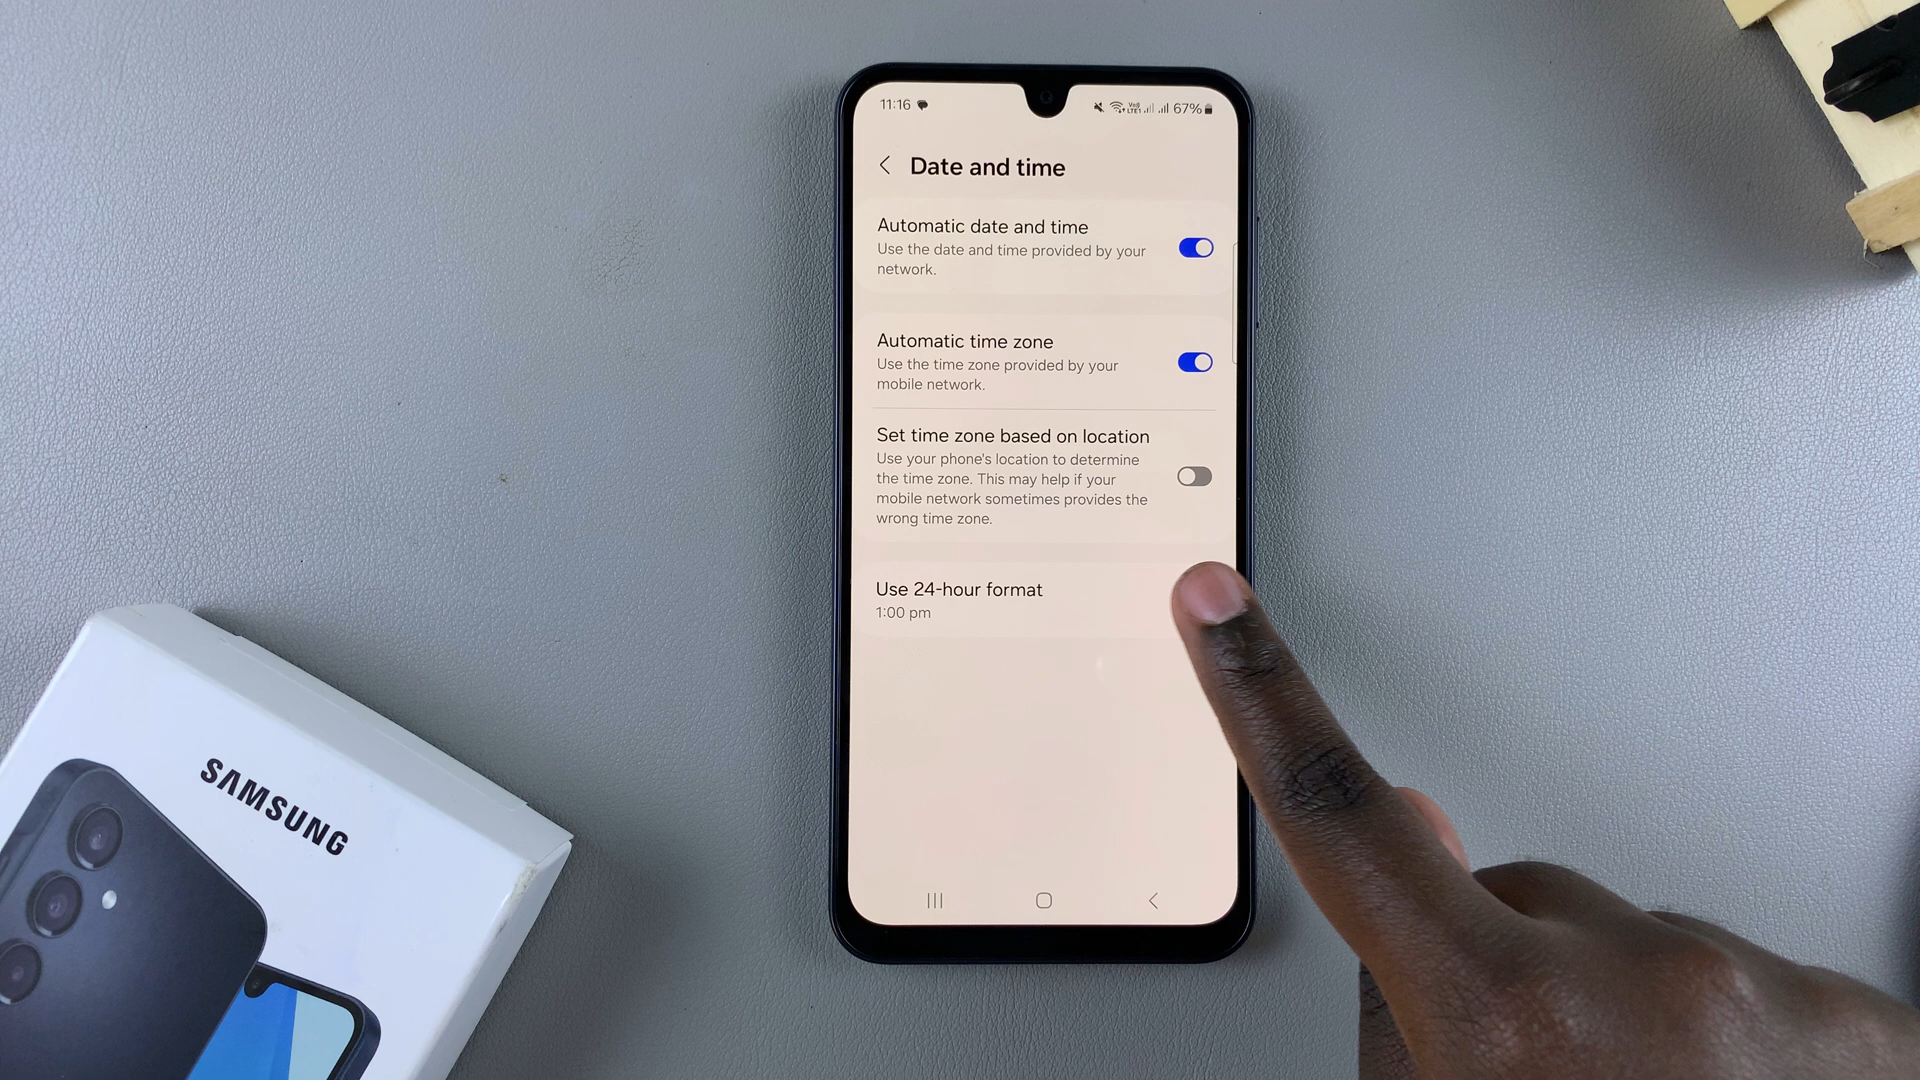 11:16
Vo)) LTE1 67%
Date and time
Automatic date and time
Use the date and time provided by your
network.
Automatic time zone
Use the time zone provided by your
mobile network.
Set time zone based on location
Use your phone's location to determine
the time zone. This may help if your
mobile network sometimes provides the
wrong time zone.
Use 24-hour format
1:00 pm
SAMSUNG